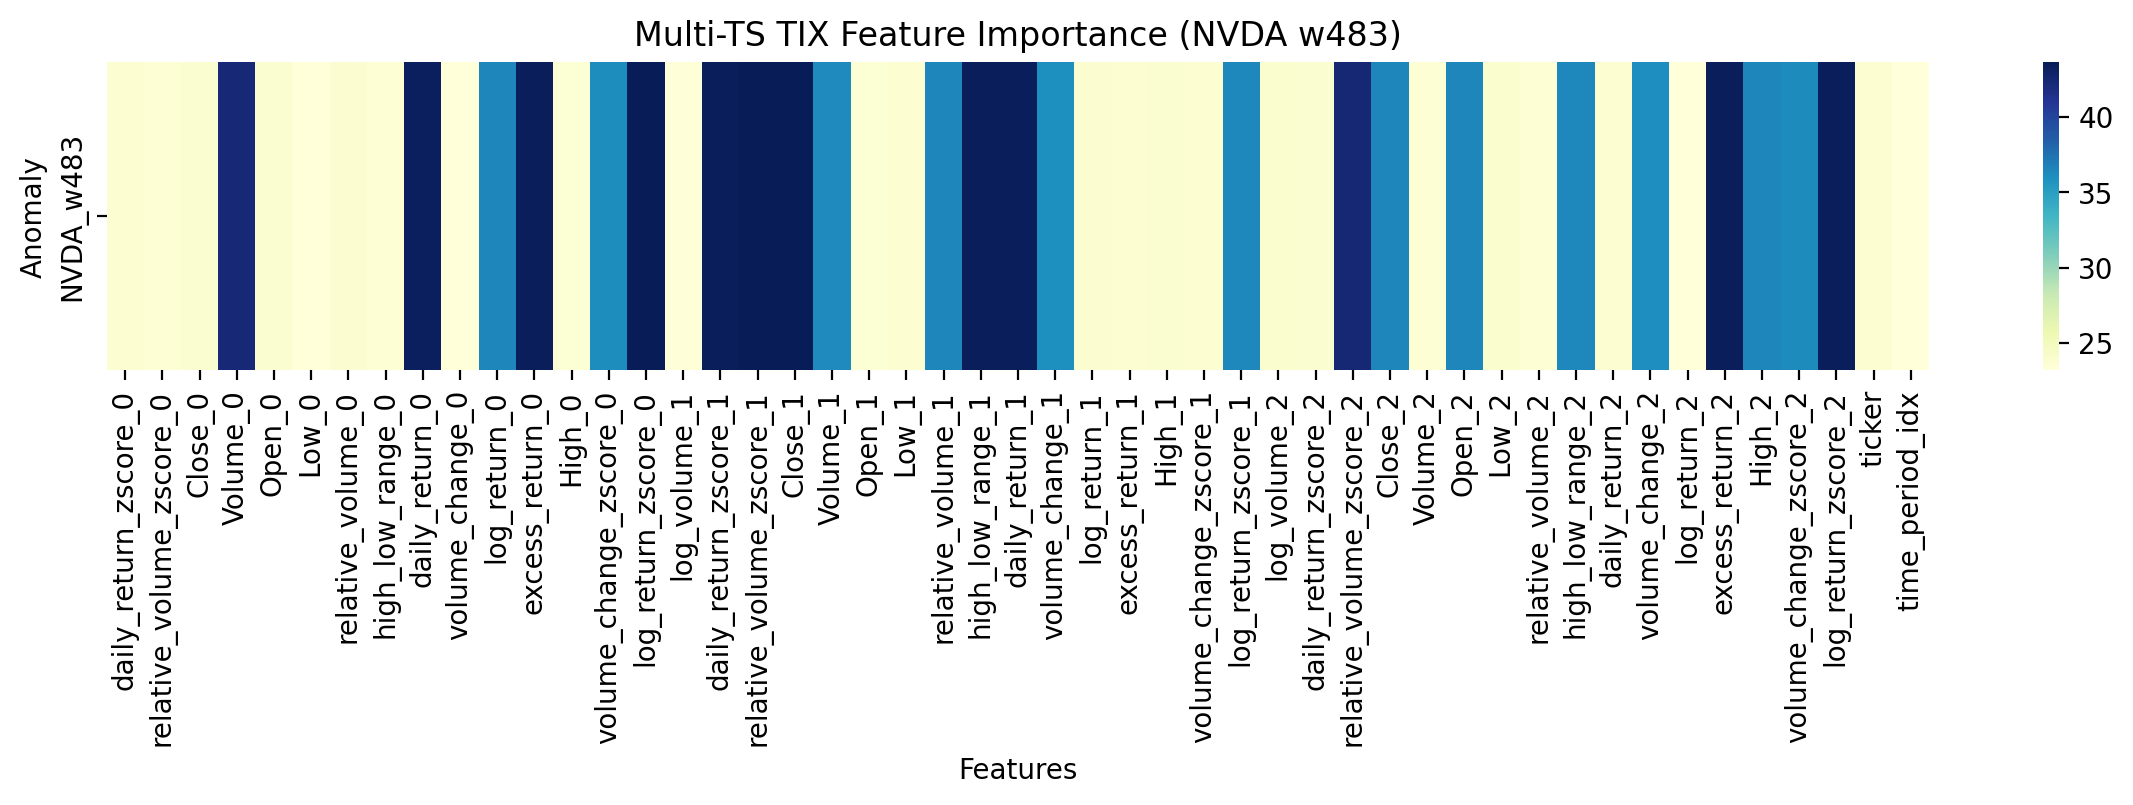 Multi-TS TIX Feature Importance (NVDA w483)
Anomaly
NVDA_w483
40
35
30
25
daily_return_zscore_0
relative_volume_zscore_0
Close_0
Volume_0
Open_0
Low_0
relative_volume_0
high_low_range_0
daily_return_0
volume_change_0
log_return_0
excess_return_0
High_0
volume_change_zscore_0
log_return_zscore_0
log_volume_1
daily_return_zscore_1
relative_volume_zscore_1
Close_1
Volume_1
Open_1
Low_1
relative_volume_1
high_low_range_1
daily_return_1
volume_change_1
log_return_1
excess_return_1
High_1
volume_change_zscore_1
log_return_zscore_1
log_volume_2
daily_return_zscore_2
relative_volume_zscore_2
Close_2
Volume_2
Open_2
Low_2
relative_volume_2
high_low_range_2
daily_return_2
volume_change_2
log_return_2
excess_return_2
High_2
volume_change_zscore_2
log_return_zscore_2
ticker
time_period_idx
Features